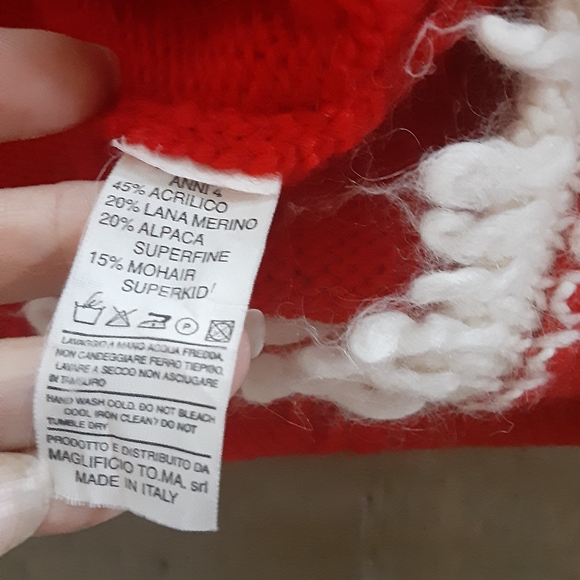 ANNI 4
45% ACRILICO
20% LANA MERINO
20% ALPACA
SUPERFINE
15% MOHAIR
SUPERKID
P
LAVAGGIO A MANO ACQUA FREDDA,
NON CANDEGGIARE FERRO TIEPIDO,
LAVARE A SECCO NON ASCIUGARE
IN TAMBURO
HAND WASH COLD. DO NOT BLEACH
COOL IRON CLEAN? DO NOT
TUMBLE DRY
PRODOTTO E DISTRIBUITO DA
MAGLIFICIO TO.MA. srl
MADE IN ITALY